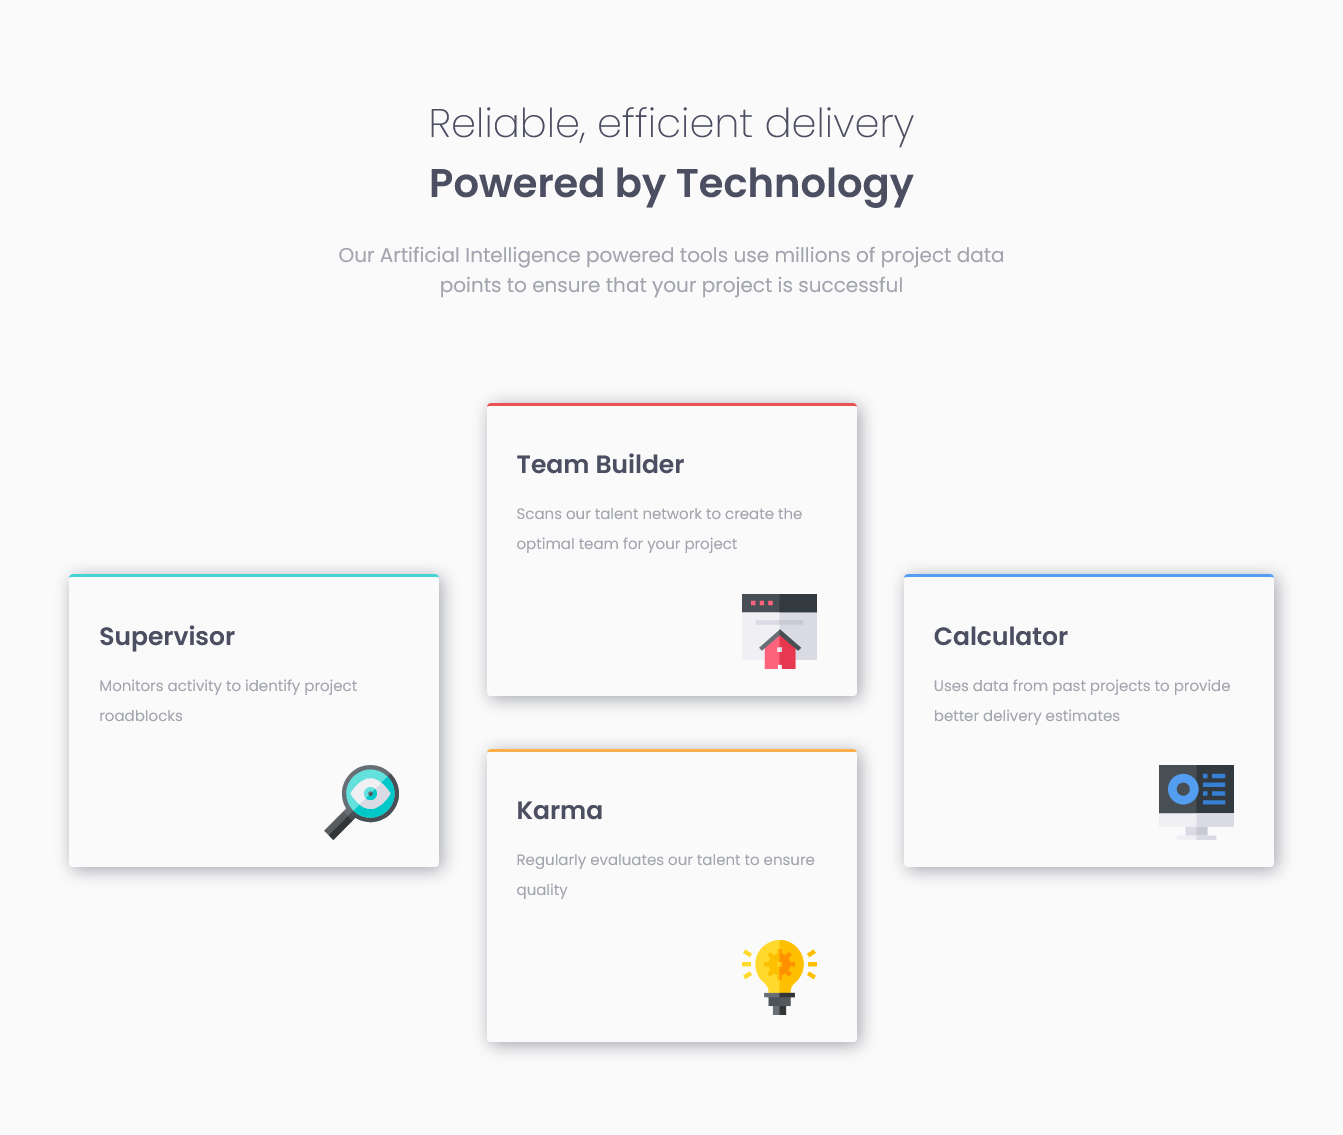 Reliable, efficient delivery
Powered by Technology
Our Artificial Intelligence powered tools use millions of project data
points to ensure that your project is successful
Team Builder
Scans our talent network to create the
optimal team for your project
Supervisor
Monitors activity to identify project
roadblocks
Calculator
Uses data from past projects to provide
better delivery estimates
Karma
Regularly evaluates our talent to ensure
quality